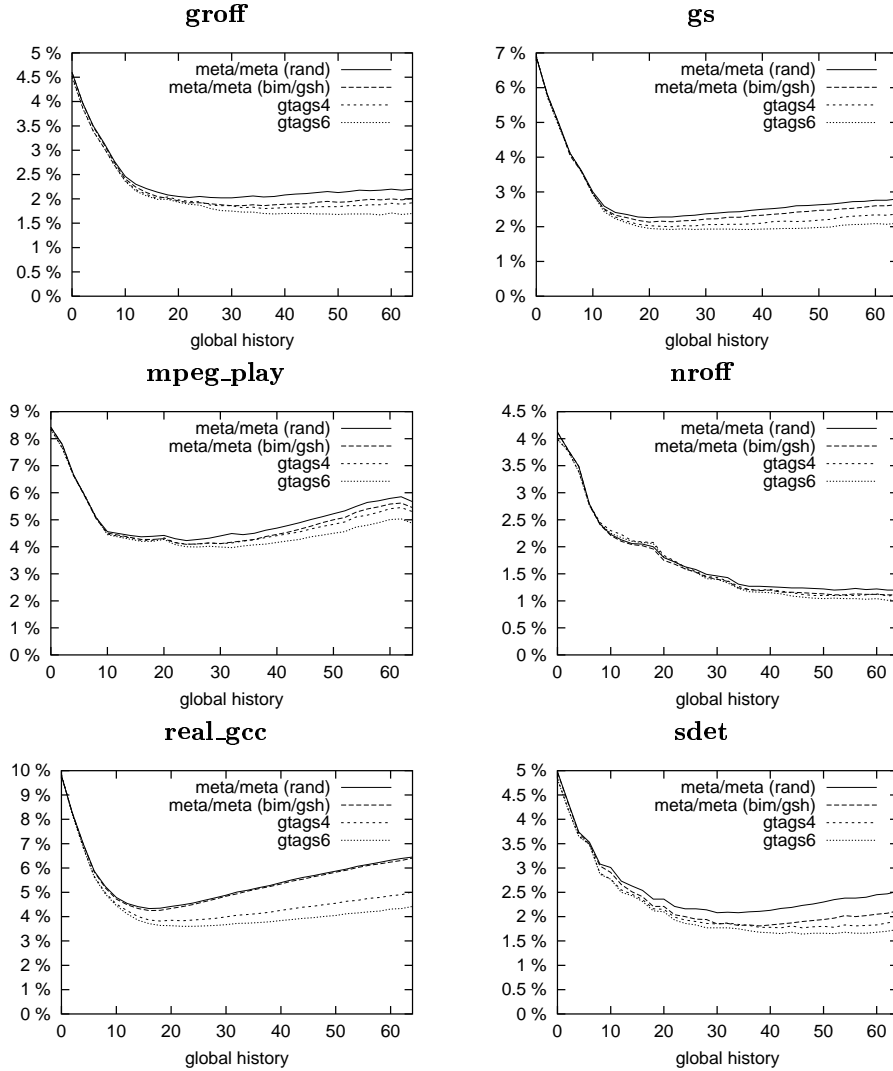 groff
5 %
4.5 %
4 %
3.5 %
3 %
2.5 %
2 %
1.5 %
1 %
0.5 %
0 %
meta/meta (rand)
meta/meta (bim/gsh)
gtags4
gtags6
0 10 20 30 40 50 60
global history
gs
7 %
6 %
5 %
4 %
3 %
2 %
1 %
0 %
meta/meta (rand)
meta/meta (bim/gsh)
gtags4
gtags6
0 10 20 30 40 50 60
global history
mpeg_play
9 %
8 %
7 %
6 %
5 %
4 %
3 %
2 %
1 %
0 %
meta/meta (rand)
meta/meta (bim/gsh)
gtags4
gtags6
0 10 20 30 40 50 60
global history
nroff
4.5 %
4 %
3.5 %
3 %
2.5 %
2 %
1.5 %
1 %
0.5 %
0 %
meta/meta (rand)
meta/meta (bim/gsh)
gtags4
gtags6
0 10 20 30 40 50 60
global history
real_gcc
10 %
9 %
8 %
7 %
6 %
5 %
4 %
3 %
2 %
1 %
0 %
meta/meta (rand)
meta/meta (bim/gsh)
gtags4
gtags6
0 10 20 30 40 50 60
global history
sdet
5 %
4.5 %
4 %
3.5 %
3 %
2.5 %
2 %
1.5 %
1 %
0.5 %
0 %
meta/meta (rand)
meta/meta (bim/gsh)
gtags4
gtags6
0 10 20 30 40 50 60
global history